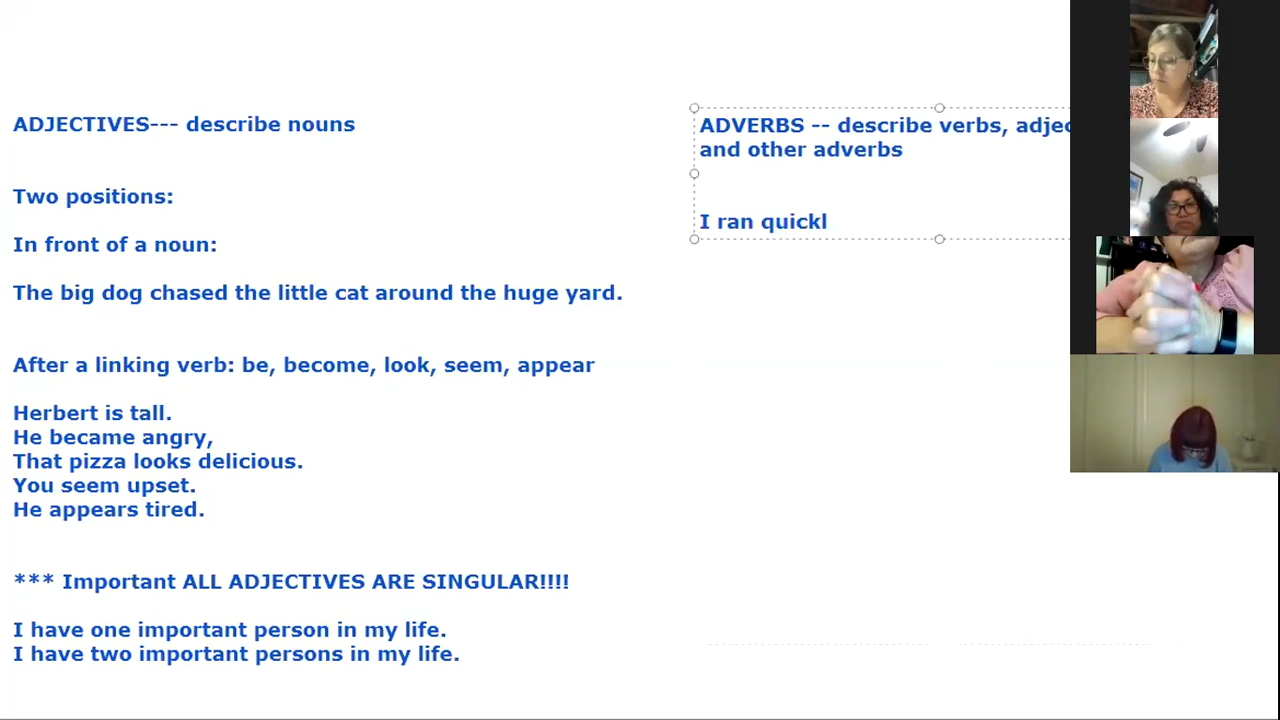 ADJECTIVES--- describe nouns
Two positions:
In front of a noun:
The big dog chased the little cat around the huge yard.
After a linking verb: be, become, look, seem, appear
Herbert is tall.
He became angry,
That pizza looks delicious.
You seem upset.
He appears tired.
*** Important ALL ADJECTIVES ARE SINGULAR!!!!
I have one important person in my life.
I have two important persons in my life.
ADVERBS -- describe verbs, adjec
and other adverbs
I ran quickl